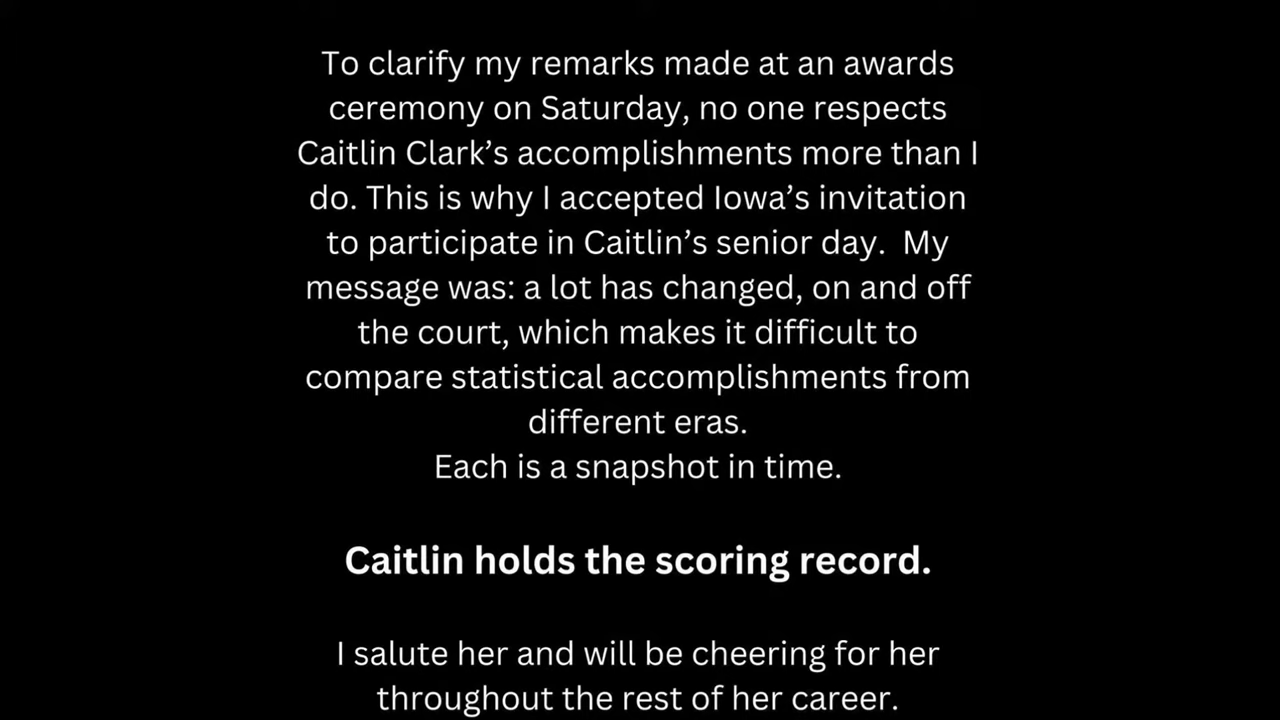 To clarify my remarks made at an awards
ceremony on Saturday, no one respects
Caitlin Clark’s accomplishments more than I
do. This is why I accepted Iowa’s invitation
to participate in Caitlin’s senior day.  My
message was: a lot has changed, on and off
the court, which makes it difficult to
compare statistical accomplishments from
different eras.
Each is a snapshot in time.
Caitlin holds the scoring record.
I salute her and will be cheering for her
throughout the rest of her career.